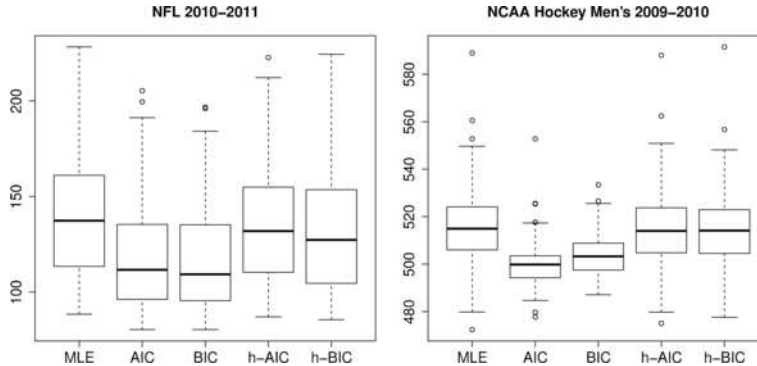 NFL 2010−2011
200
150
100
MLE AIC BIC h−AIC h−BIC
NCAA Hockey Men's 2009−2010
580
560
540
520
500
480
MLE AIC BIC h−AIC h−BIC